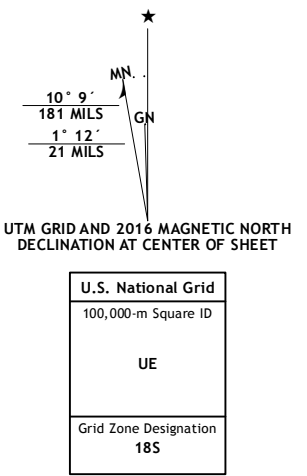 MN
10° 9´
181 MILS
GN
1° 12´
21 MILS
UTM GRID AND 2016 MAGNETIC NORTH
DECLINATION AT CENTER OF SHEET
U.S. National Grid
100,000-m Square ID
UE
Grid Zone Designation
18S